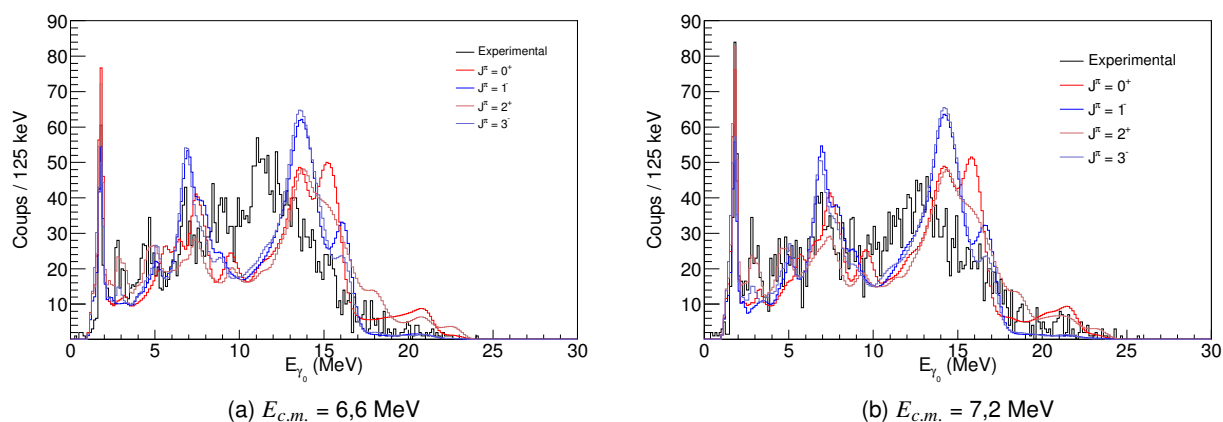 90
80
70
60
50
40
30
20
10
Coups / 125 keV
0 5 10 15 20 25 30
E_γ₀ (MeV)
Experimental
J^π = 0⁺
J^π = 1⁻
J^π = 2⁺
J^π = 3⁻
(a) E_c.m. = 6,6 MeV
90
80
70
60
50
40
30
20
10
Coups / 125 keV
0 5 10 15 20 25 30
E_γ₀ (MeV)
Experimental
J^π = 0⁺
J^π = 1⁻
J^π = 2⁺
J^π = 3⁻
(b) E_c.m. = 7,2 MeV